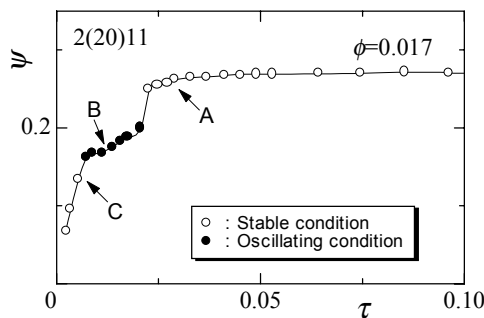 2(20)11
ϕ=0.017
ψ
B
A
0.2
C
○ : Stable condition
● : Oscillating condition
0 0.05 0.10
τ